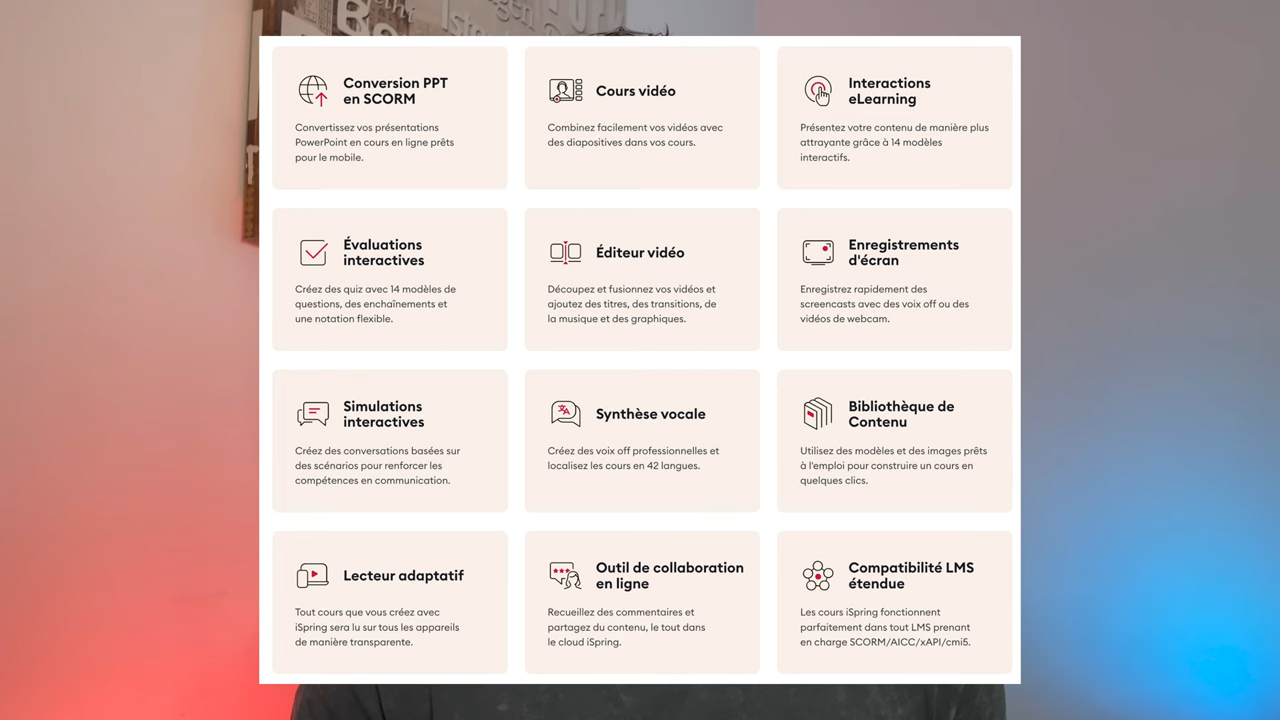 Delhi
Be
Conversion PPT
en SCORM
Convertissez vos présentations
PowerPoint en cours en ligne prêts
pour le mobile.
Cours vidéo
Combinez facilement vos vidéos avec
des diapositives dans vos cours.
Interactions
eLearning
Présentez votre contenu de manière plus
attrayante grâce à 14 modèles
interactifs.
Évaluations
interactives
Créez des quiz avec 14 modèles de
questions, des enchaînements et
une notation flexible.
Éditeur vidéo
Découpez et fusionnez vos vidéos et
ajoutez des titres, des transitions, de
la musique et des graphiques.
Enregistrements
d'écran
Enregistrez rapidement des
screencasts avec des voix off ou des
vidéos de webcam.
Simulations
interactives
Créez des conversations basées sur
des scénarios pour renforcer les
compétences en communication.
Synthèse vocale
Créez des voix off professionnelles et
localisez les cours en 42 langues.
Bibliothèque de
Contenu
Utilisez des modèles et des images prêts
à l'emploi pour construire un cours en
quelques clics.
Lecteur adaptatif
Tout cours que vous créez avec
iSpring sera lu sur tous les appareils
de manière transparente.
Outil de collaboration
en ligne
Recueillez des commentaires et
partagez du contenu, le tout dans
le cloud iSpring.
Compatibilité LMS
étendue
Les cours iSpring fonctionnent
parfaitement dans tout LMS prenant
en charge SCORM/AICC/xAPI/cmi5.